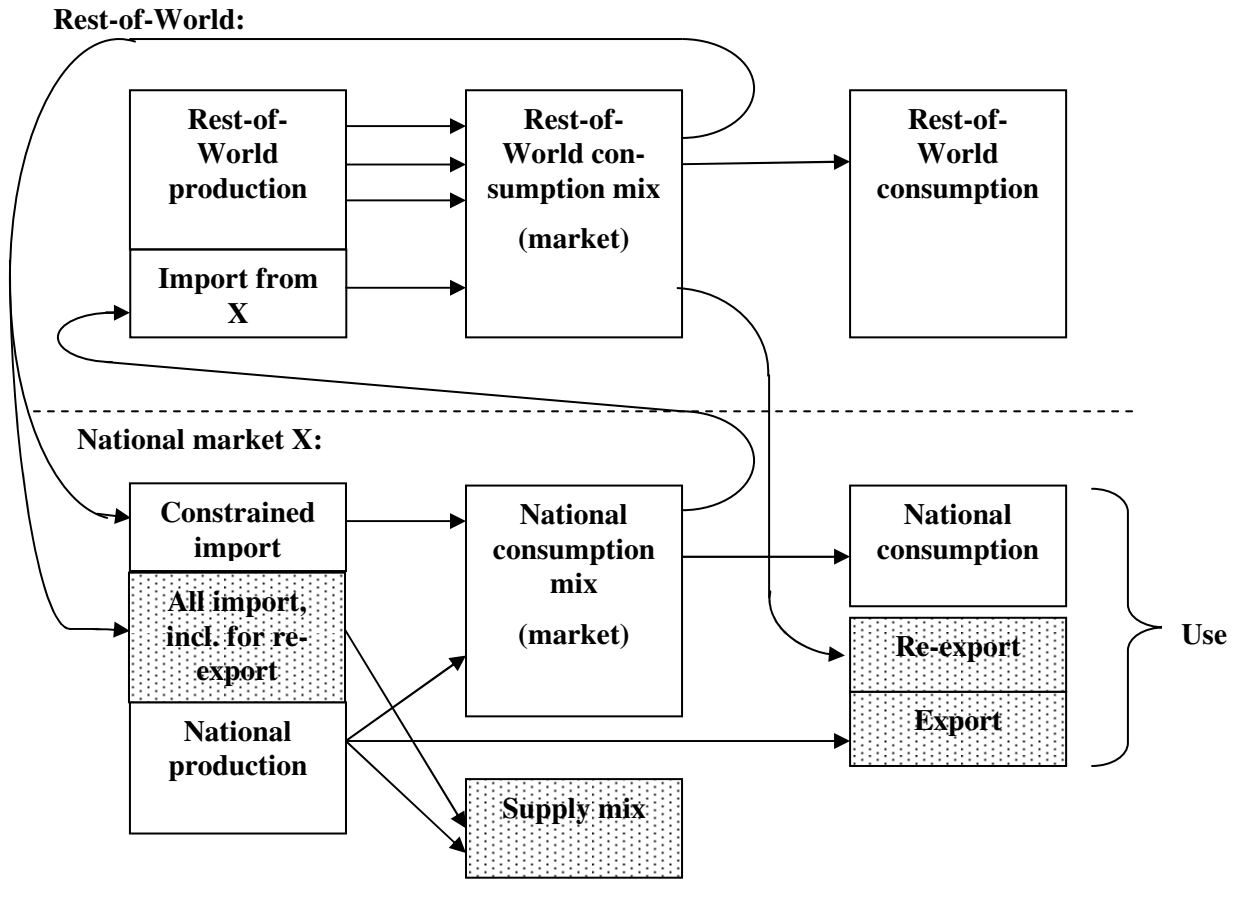 Rest-of-World:
Rest-of-
World
production
Import from
X
Rest-of-
World con-
sumption mix
(market)
Rest-of-
World
consumption
National market X:
Constrained
import
All import,
incl. for re-
export
National
production
National
consumption
mix
(market)
Supply mix
National
consumption
Re-export
Export
Use